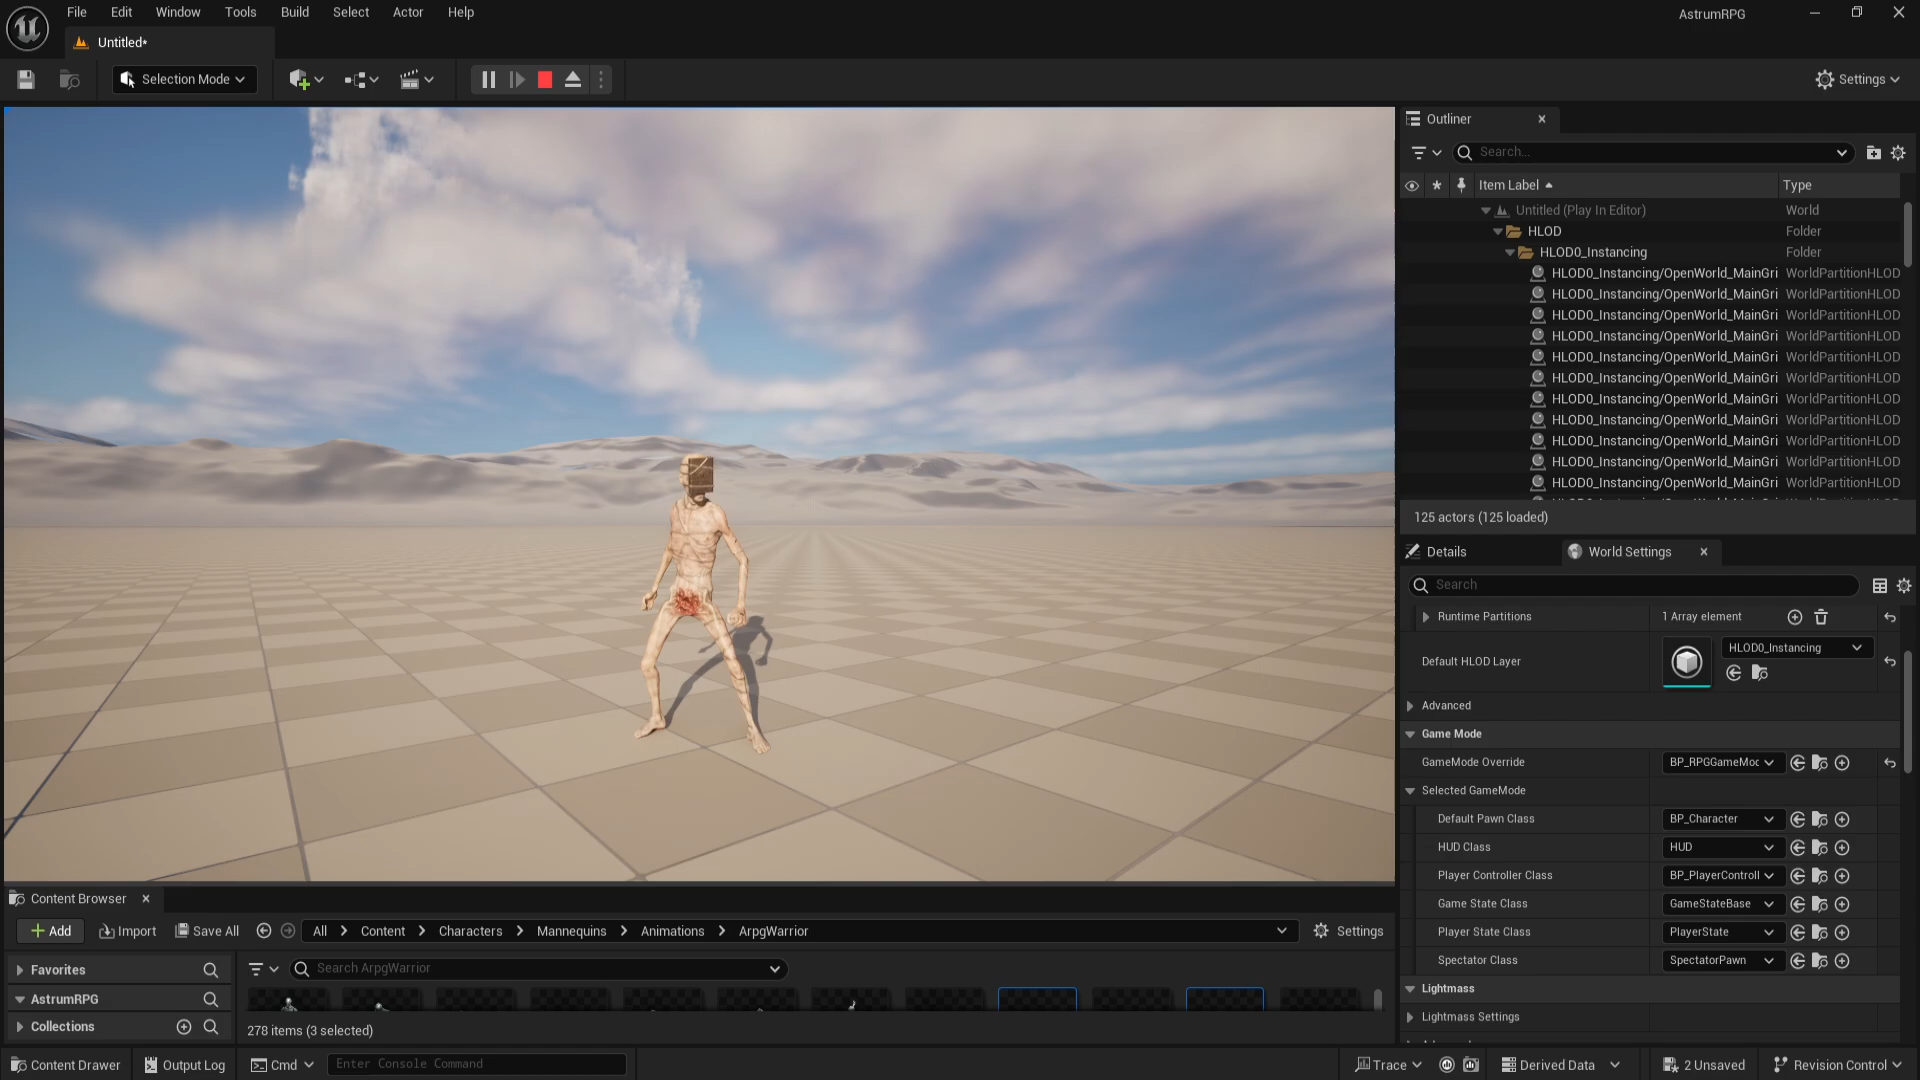 File Edit Window Tools Build Select Actor Help
AstrumRPG
Untitled*
Selection Mode
Settings
Outliner
Search...
Item Label Type
Untitled (Play In Editor) World
HLOD Folder
HLOD0_Instancing Folder
HLOD0_Instancing/OpenWorld_MainGri WorldPartitionHLOD
HLOD0_Instancing/OpenWorld_MainGri WorldPartitionHLOD
HLOD0_Instancing/OpenWorld_MainGri WorldPartitionHLOD
HLOD0_Instancing/OpenWorld_MainGri WorldPartitionHLOD
HLOD0_Instancing/OpenWorld_MainGri WorldPartitionHLOD
HLOD0_Instancing/OpenWorld_MainGri WorldPartitionHLOD
HLOD0_Instancing/OpenWorld_MainGri WorldPartitionHLOD
HLOD0_Instancing/OpenWorld_MainGri WorldPartitionHLOD
HLOD0_Instancing/OpenWorld_MainGri WorldPartitionHLOD
HLOD0_Instancing/OpenWorld_MainGri WorldPartitionHLOD
HLOD0_Instancing/OpenWorld_MainGri WorldPartitionHLOD
125 actors (125 loaded)
Details World Settings
Search
Runtime Partitions 1 Array element
Default HLOD Layer HLOD0_Instancing
Advanced
Game Mode
GameMode Override BP_RPGGameMoc
Selected GameMode
Default Pawn Class BP_Character
HUD Class HUD
Player Controller Class BP_PlayerControll
Game State Class GameStateBase
Player State Class PlayerState
Spectator Class SpectatorPawn
Lightmass
Lightmass Settings
Content Browser
Add Import Save All All Content Characters Mannequins Animations ArpgWarrior Settings
Favorites
Search ArpgWarrior
AstrumRPG
Collections
278 items (3 selected)
Content Drawer Output Log Cmd Enter Console Command Trace Derived Data 2 Unsaved Revision Control